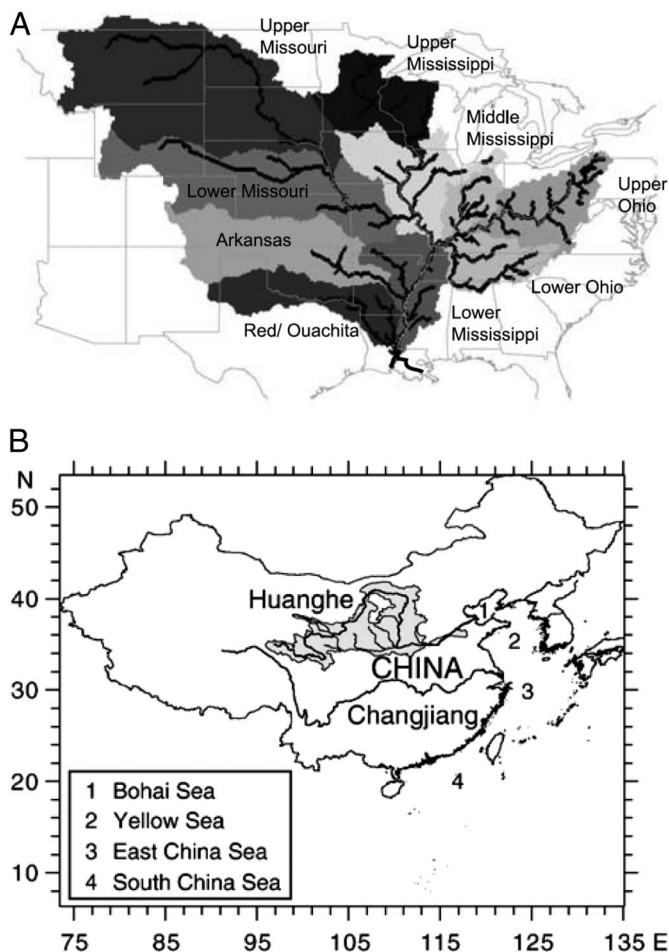 A
Upper
Missouri
Upper
Mississippi
Middle
Mississippi
Lower Missouri
Upper
Ohio
Arkansas
Lower Ohio
Red/ Ouachita
Lower
Mississippi
B
N
50
40
30
20
10
Huanghe
1
2
CHINA
3
Changjiang
4
1 Bohai Sea
2 Yellow Sea
3 East China Sea
4 South China Sea
75 85 95 105 115 125 135 E